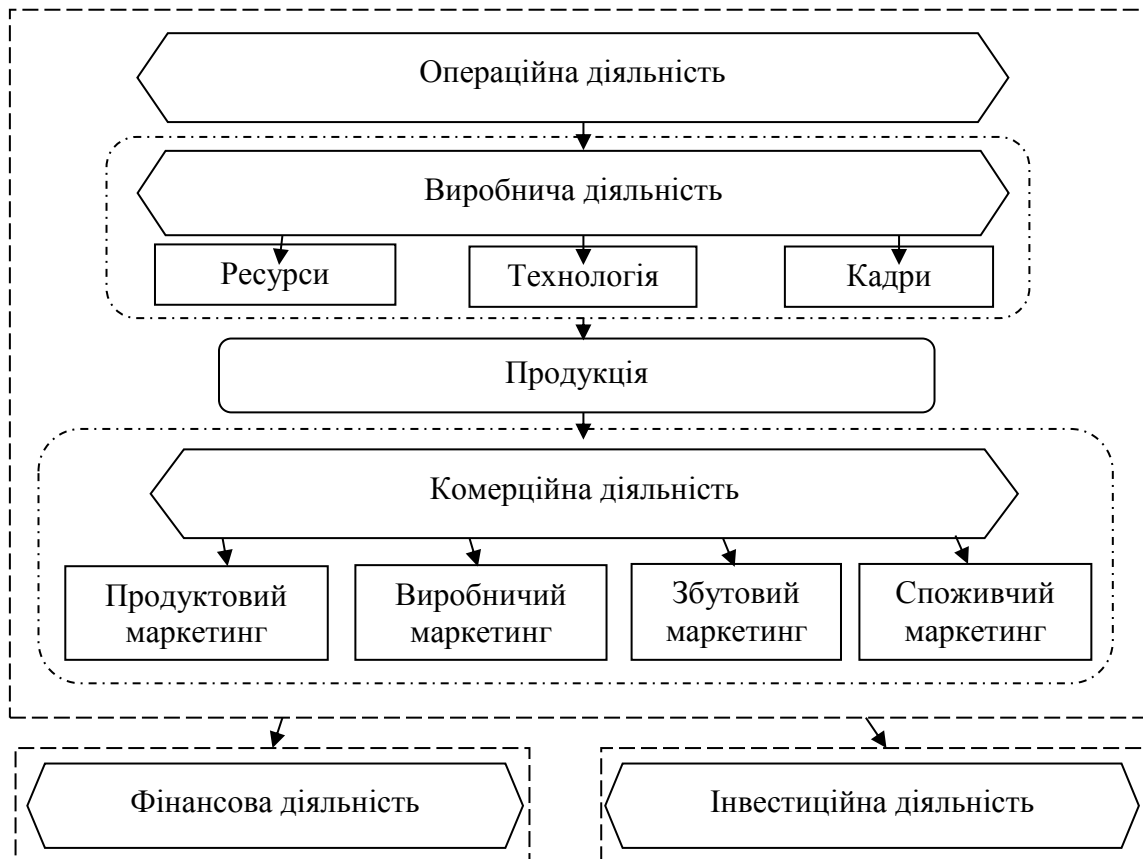 Операційна діяльність
Виробнича діяльність
Ресурси
Технологія
Кадри
Продукція
Комерційна діяльність
Продуктовий
маркетинг
Виробничий
маркетинг
Збутовий
маркетинг
Споживчий
маркетинг
Фінансова діяльність
Інвестиційна діяльність